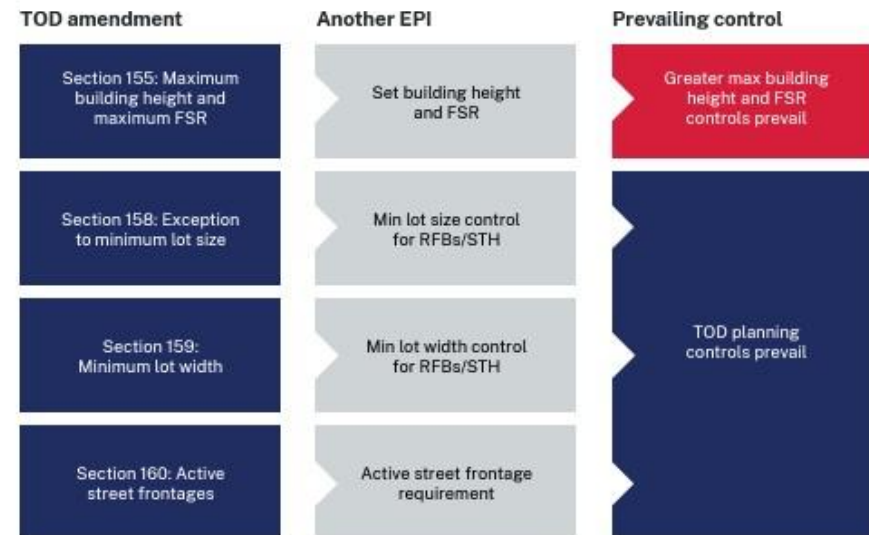 TOD amendment
Another EPI
Prevailing control
Section 155: Maximum
building height and
maximum FSR
Set building height
and FSR
Greater max building
height and FSR
controls prevail
Section 158: Exception
to minimum lot size
Min lot size control
for RFBs/STH
Section 159:
Minimum lot width
Min lot width control
for RFBs/STH
TOD planning
controls prevail
Section 160: Active
street frontages
Active street frontage
requirement